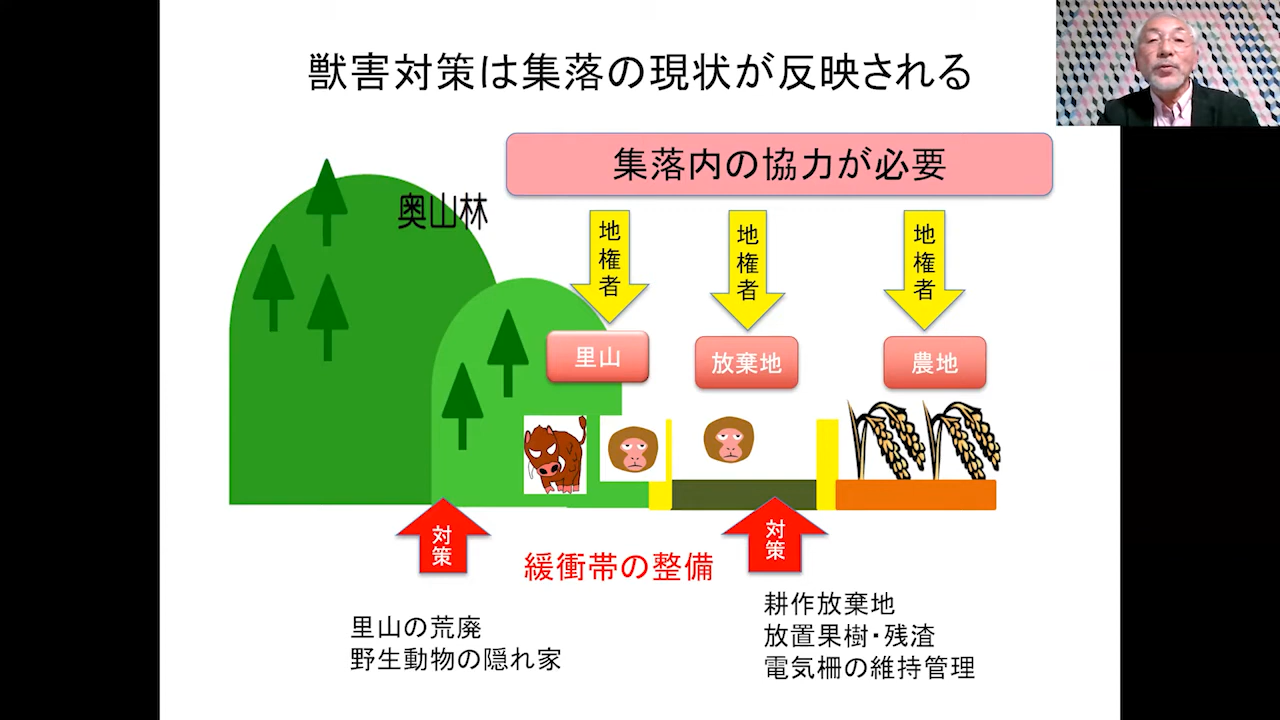 獣害対策は集落の現状が反映される
集落内の協力が必要
奥山林
地権者
地権者
地権者
里山
放棄地
農地
対策
対策
緩衝帯の整備
里山の荒廃
野生動物の隠れ家
耕作放棄地
放置果樹・残渣
電気柵の維持管理